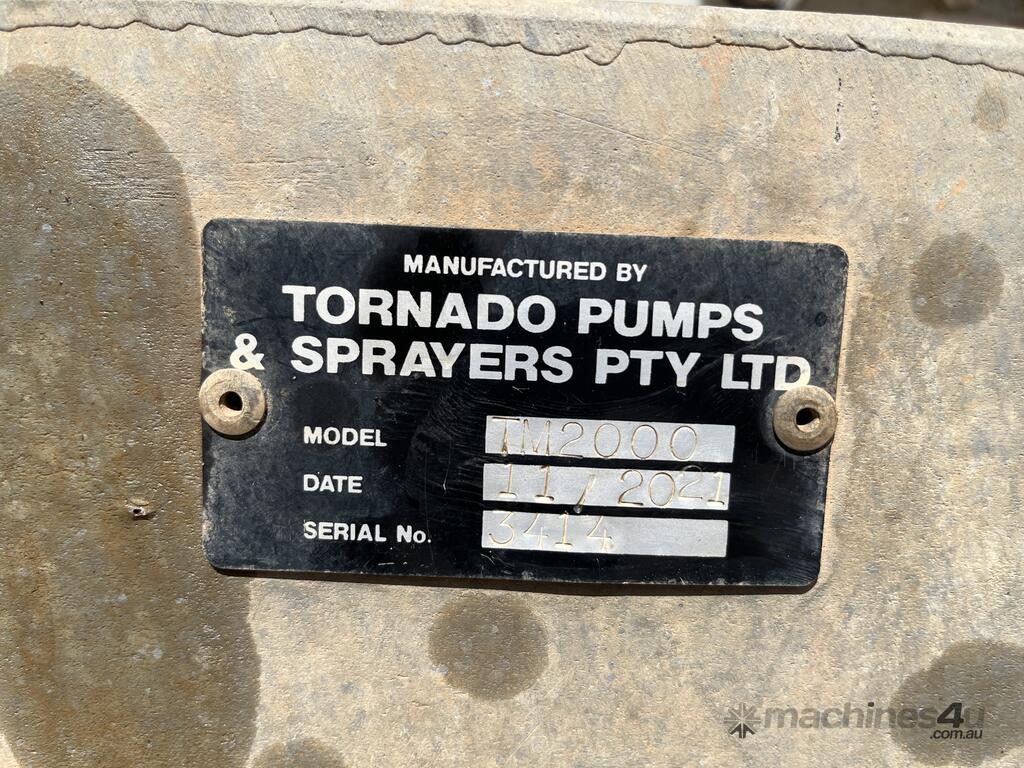 MANUFACTURED BY
TORNADO PUMPS
& SPRAYERS PTY LTD
MODEL TM2000
DATE 11/2021
SERIAL No. 3414
machines4u
.com.au